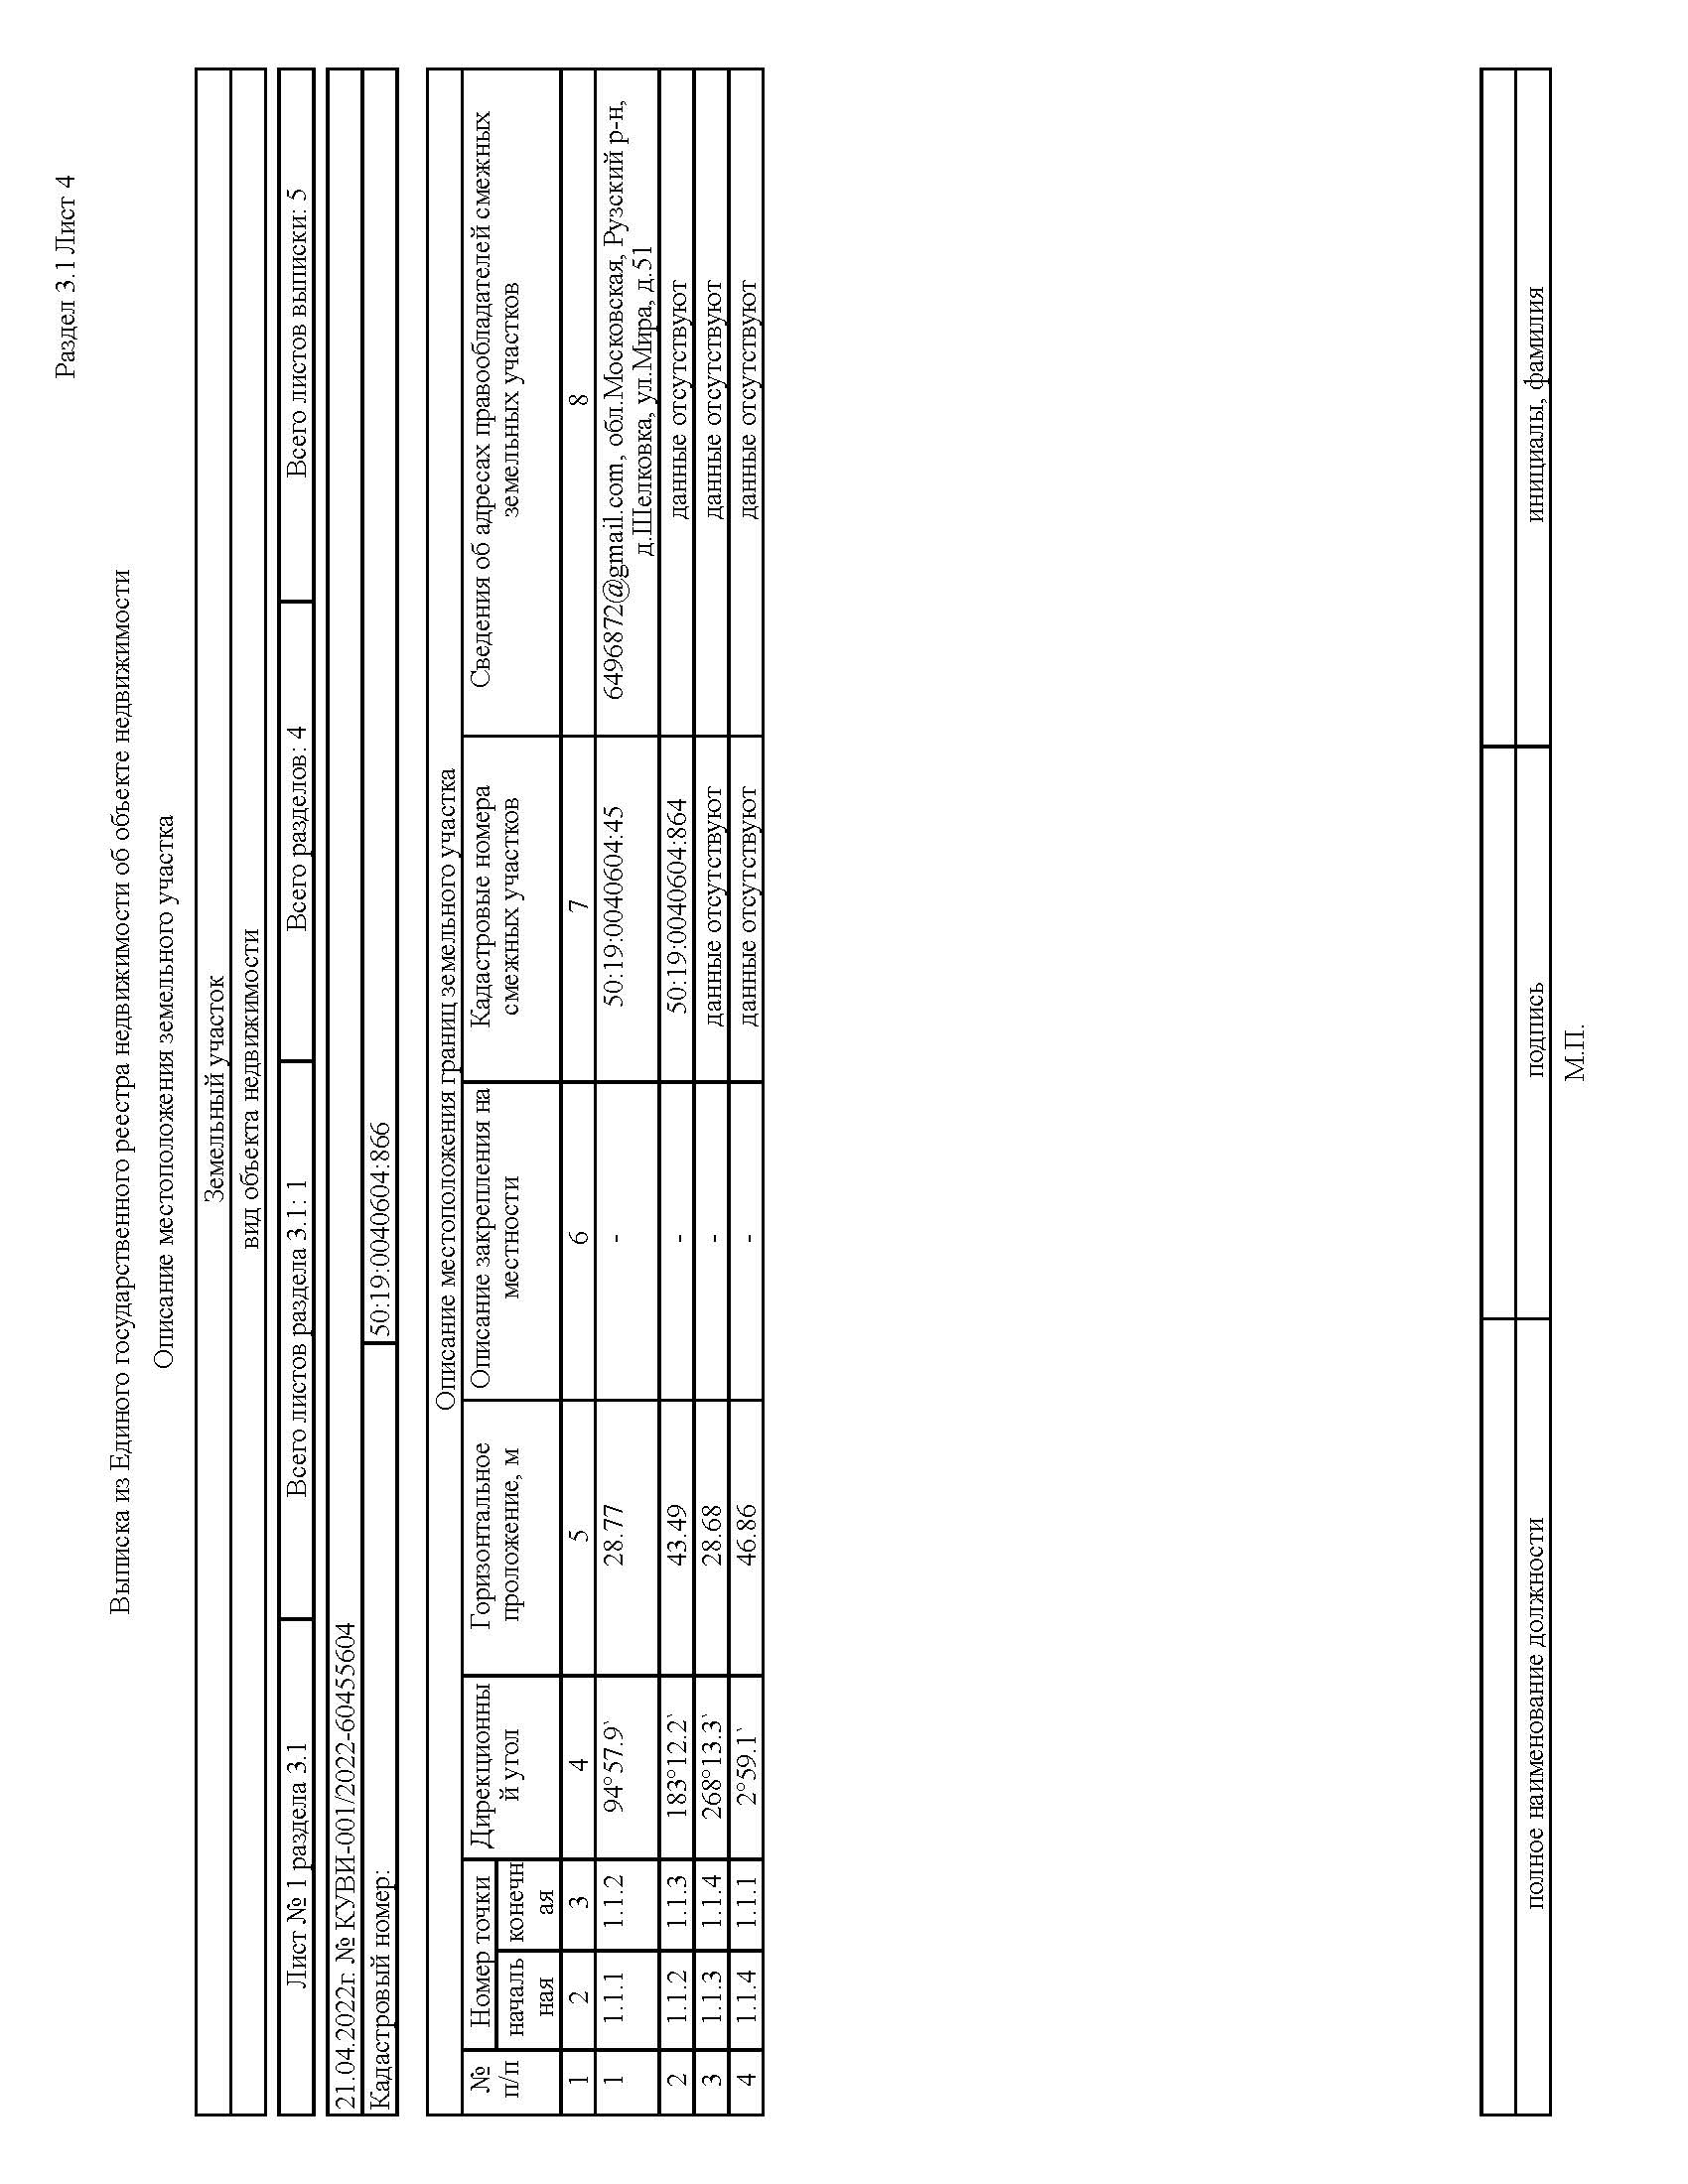 Раздел 3.1 Лист 4
Выписка из Единого государственного реестра недвижимости об объекте недвижимости
Описание местоположения земельного участка
Земельный участок
вид объекта недвижимости
Лист № 1 раздела 3.1 Всего листов раздела 3.1: 1 Всего разделов: 4 Всего листов выписки: 5
21.04.2022г. № КУВИ-001/2022-60455604
Кадастровый номер: 50:19:0040604:866
Описание местоположения границ земельного участка
№ п/п
Номер точки
началь
ная
конечн
ая
Дирекционны
й угол
Горизонтальное
проложение, м
Описание закрепления на
местности
Кадастровые номера
смежных участков
Сведения об адресах правообладателей смежных
земельных участков
1 2 3 4 5 6 7 8
1 1.1.1 1.1.2 94°57.9` 28.77 - 50:19:0040604:45 6496872@gmail.com, обл.Московская, Рузский р-н,
д.Шелковка, ул.Мира, д.51
2 1.1.2 1.1.3 183°12.2` 43.49 - 50:19:0040604:864 данные отсутствуют
3 1.1.3 1.1.4 268°13.3` 28.68 - данные отсутствуют данные отсутствуют
4 1.1.4 1.1.1 2°59.1` 46.86 - данные отсутствуют данные отсутствуют
полное наименование должности подпись инициалы, фамилия
М.П.